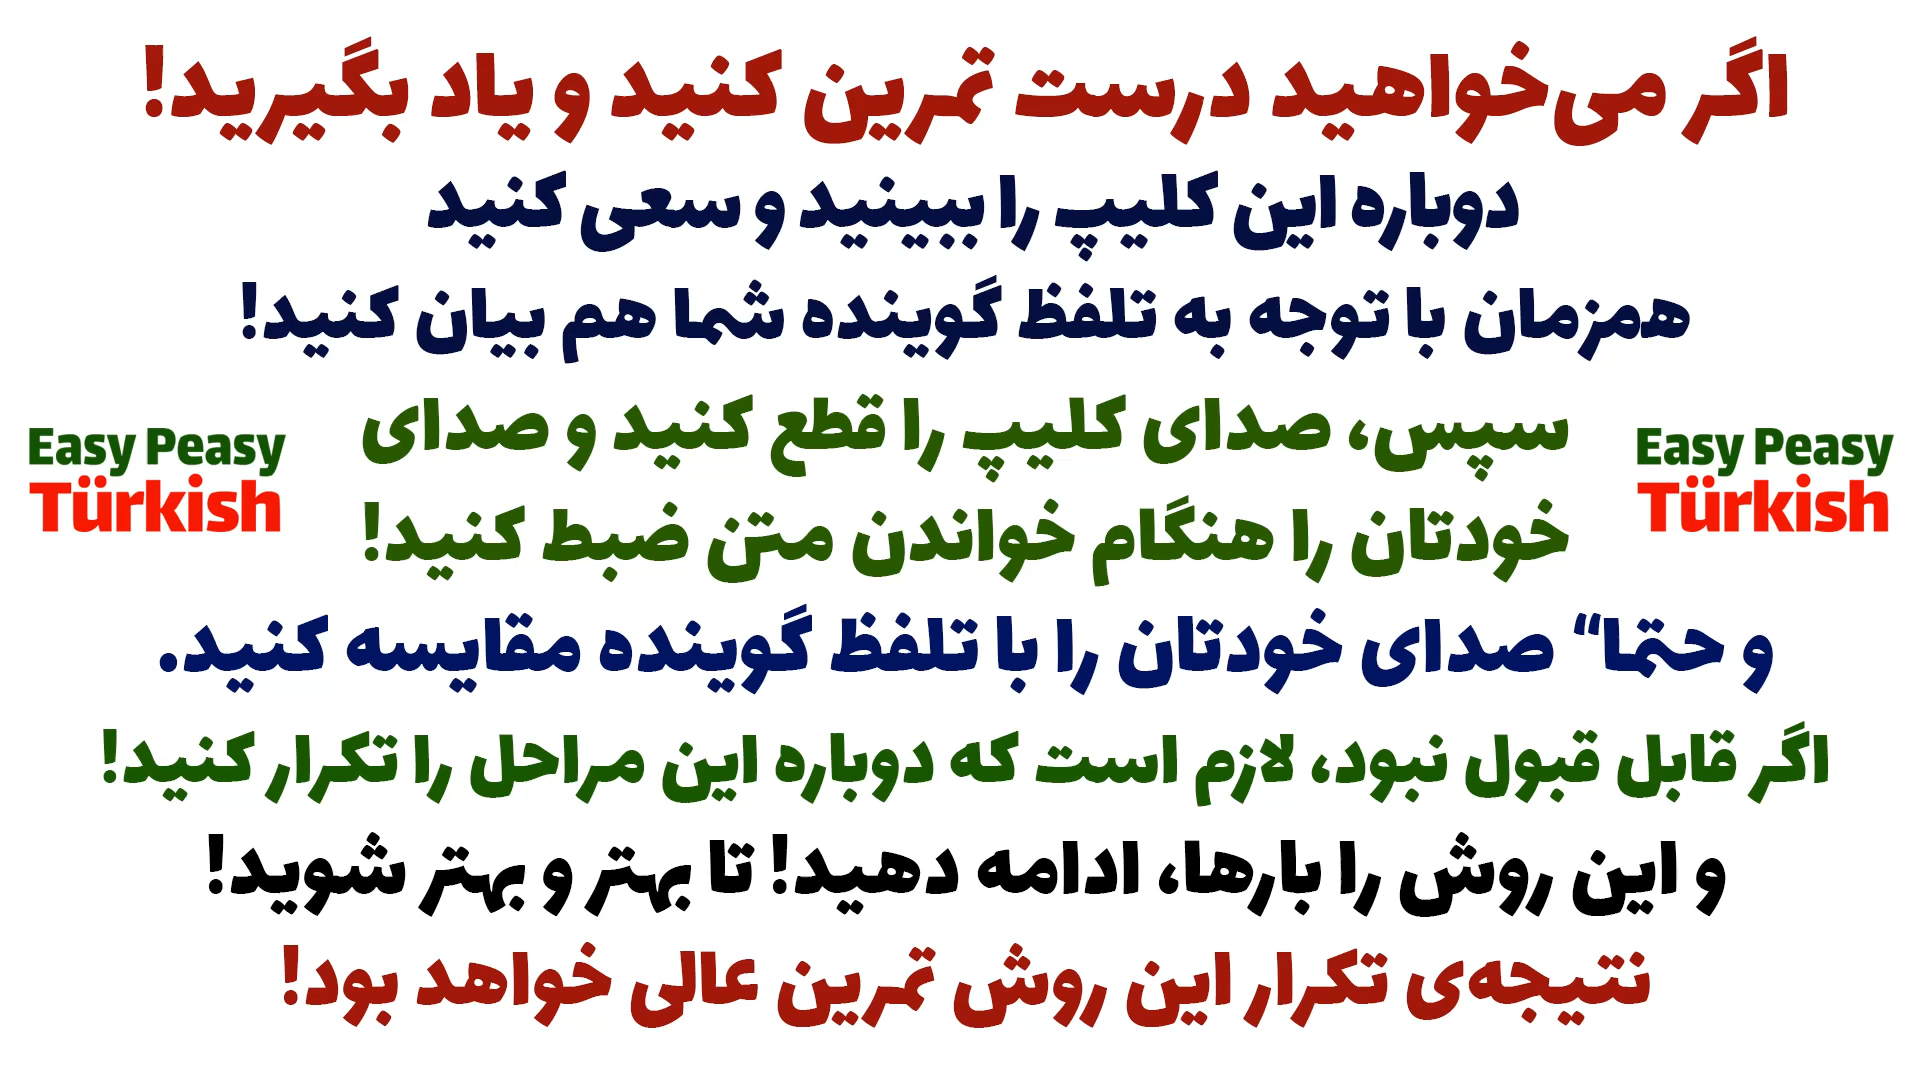 اگر می‌خواهید درست تمرین کنید و یاد بگیرید!
دوباره این کلیپ را ببینید و سعی کنید
همزمان با توجه به تلفظ گوینده شما هم بیان کنید!
سپس، صدای کلیپ را قطع کنید و صدای
خودتان را هنگام خواندن متن ضبط کنید!
Easy Peasy
Türkish
Easy Peasy
Türkish
و حتما“ صدای خودتان را با تلفظ گوینده مقایسه کنید.
اگر قابل قبول نبود، لازم است که دوباره این مراحل را تکرار کنید!
و این روش را بارها، ادامه دهید! تا بهتر و بهتر شوید!
نتیجه‌ی تکرار این روش تمرین عالی خواهد بود!